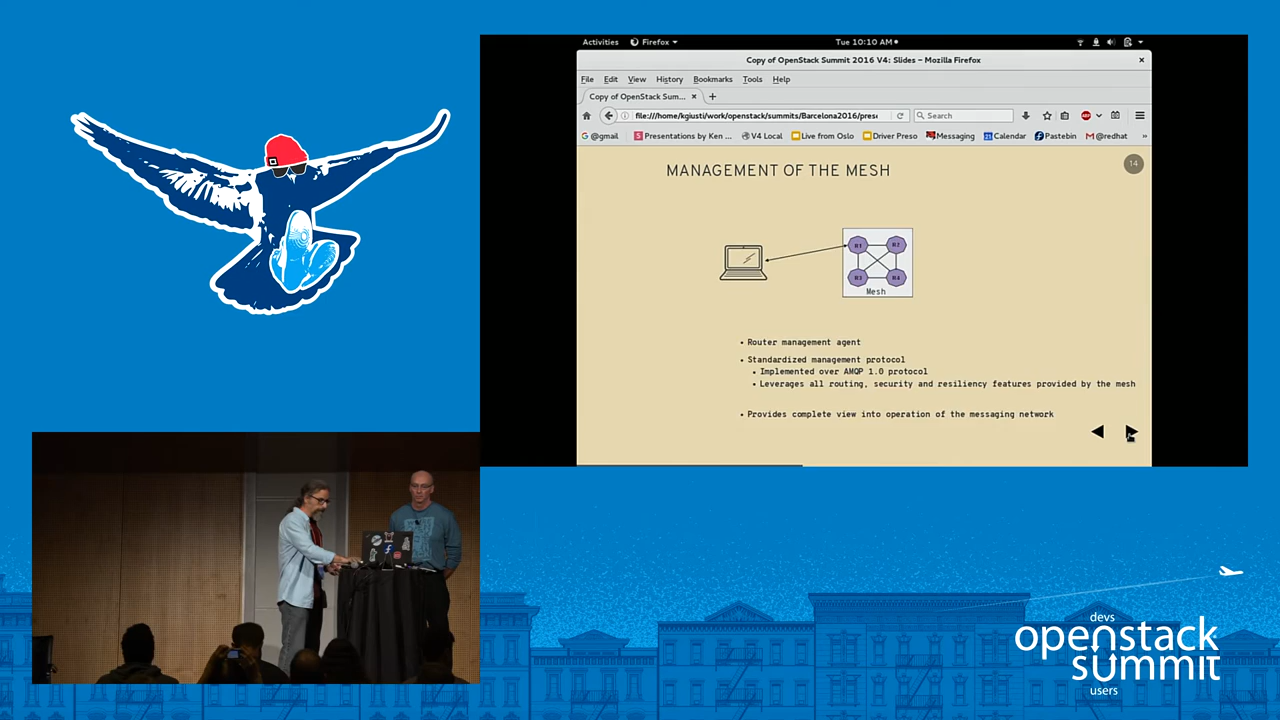 Activities Firefox Tue 10:10 AM
Copy of OpenStack Summit 2016 V4: Slides – Mozilla Firefox
File Edit View History Bookmarks Tools Help
Copy of OpenStack Sum...
file:///home/kgiusti/work/openstack/summits/Barcelona2016/prese
Search
@gmail Presentations by Ken ... V4 Local Live from Oslo Driver Preso Messaging Calendar Pastebin M@redhat
MANAGEMENT OF THE MESH
14
R1 R2
R3 R4
Mesh
• Router management agent
• Standardized management protocol
• Implemented over AMQP 1.0 protocol
• Leverages all routing, security and resiliency features provided by the mesh
• Provides complete view into operation of the messaging network
devs
openstack
summit
users